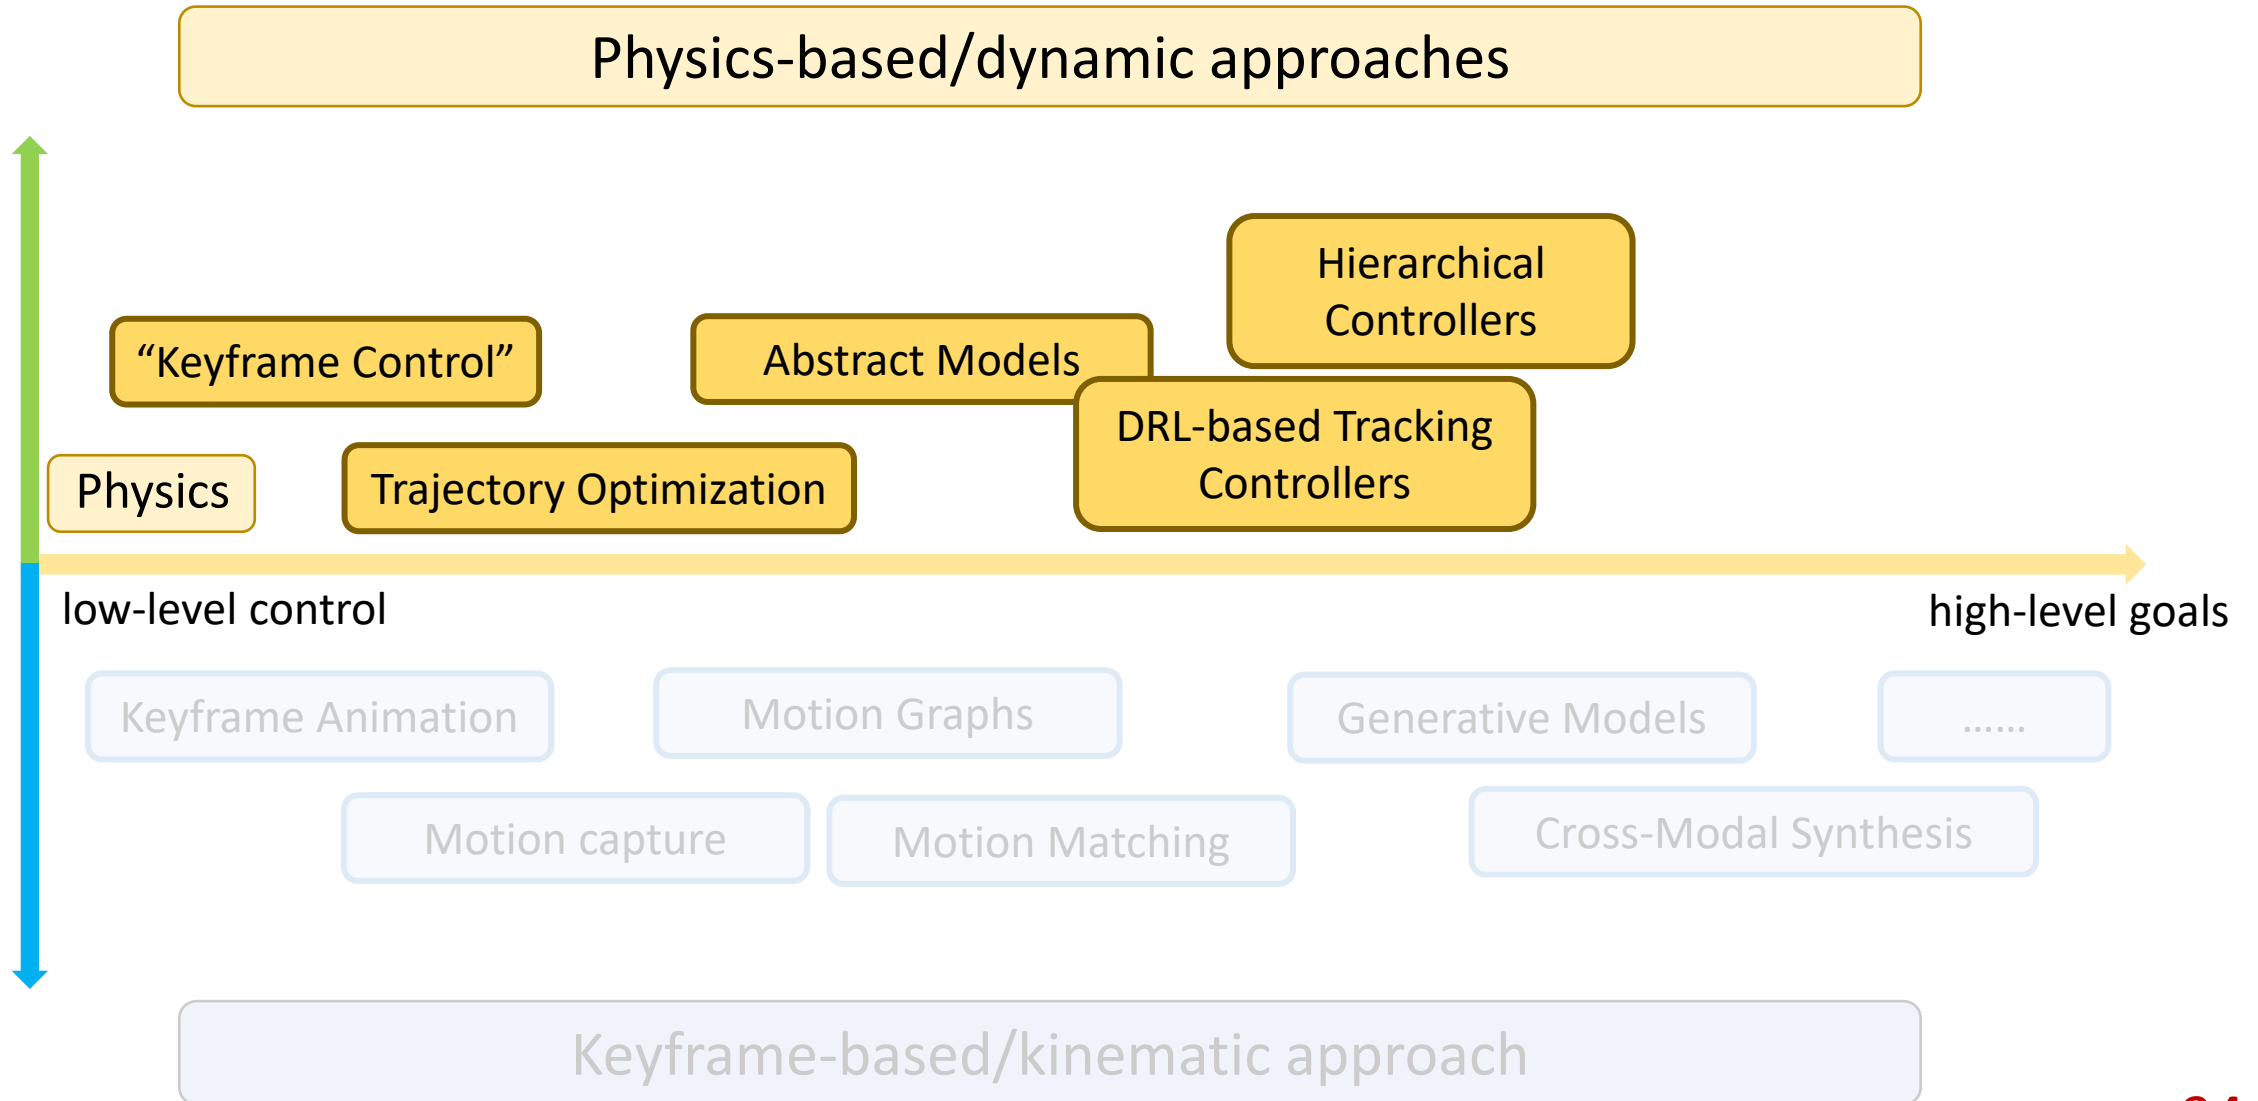 Physics-based/dynamic approaches
Hierarchical
Controllers
“Keyframe Control”
Abstract Models
DRL-based Tracking
Controllers
Physics
Trajectory Optimization
low-level control
high-level goals
Keyframe Animation
Motion Graphs
Generative Models
......
Motion capture
Motion Matching
Cross-Modal Synthesis
Keyframe-based/kinematic approach